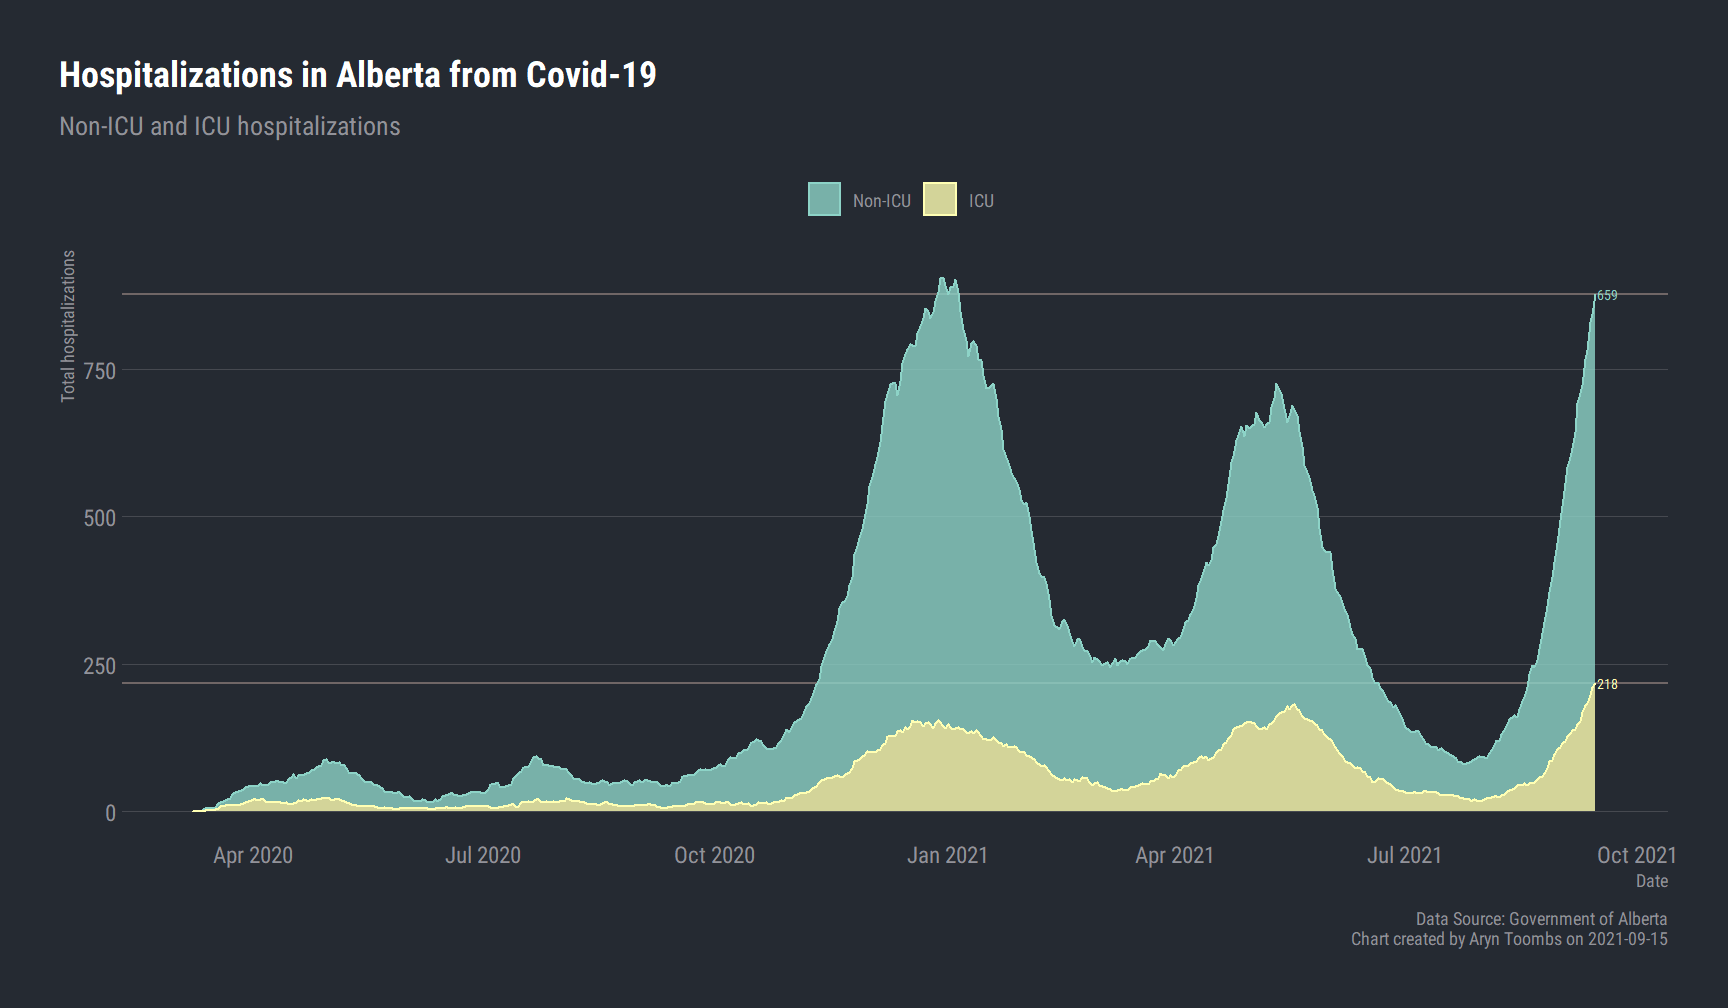 Hospitalizations in Alberta from Covid-19
Non-ICU and ICU hospitalizations
Non-ICU ICU
Total hospitalizations
659
750
500
250
218
0
Apr 2020 Jul 2020 Oct 2020 Jan 2021 Apr 2021 Jul 2021 Oct 2021
Date
Data Source: Government of Alberta
Chart created by Aryn Toombs on 2021-09-15